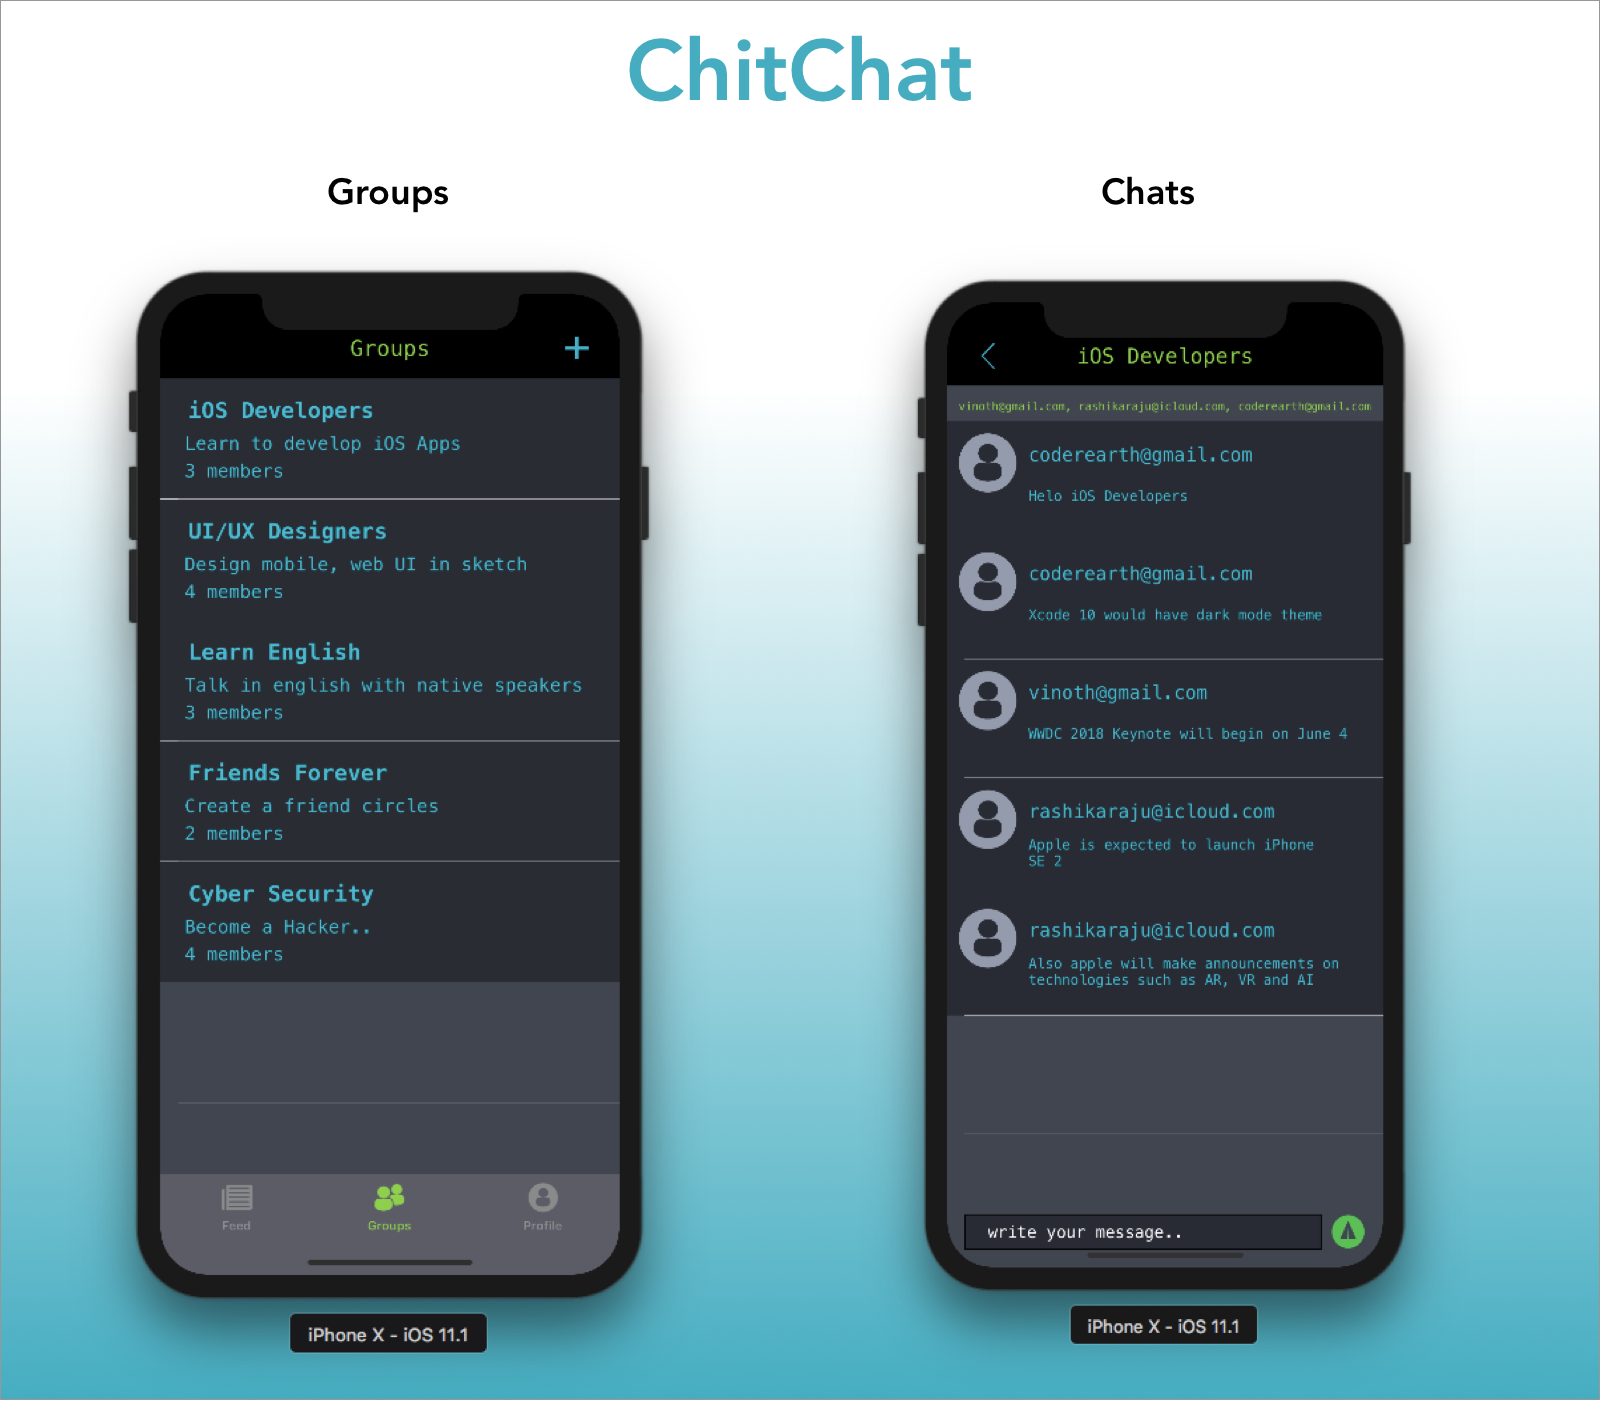 ChitChat
Groups
Groups
+
iOS Developers
Learn to develop iOS Apps
3 members
UI/UX Designers
Design mobile, web UI in sketch
4 members
Learn English
Talk in english with native speakers
3 members
Friends Forever
Create a friend circles
2 members
Cyber Security
Become a Hacker..
4 members
Feed
Groups
Profile
iPhone X - iOS 11.1
Chats
iOS Developers
vinoth@gmail.com, rashikaraju@icloud.com, coderearth@gmail.com
coderearth@gmail.com
Helo iOS Developers
coderearth@gmail.com
Xcode 10 would have dark mode theme
vinoth@gmail.com
WWDC 2018 Keynote will begin on June 4
rashikaraju@icloud.com
Apple is expected to launch iPhone
SE 2
rashikaraju@icloud.com
Also apple will make announcements on
technologies such as AR, VR and AI
write your message..
iPhone X - iOS 11.1